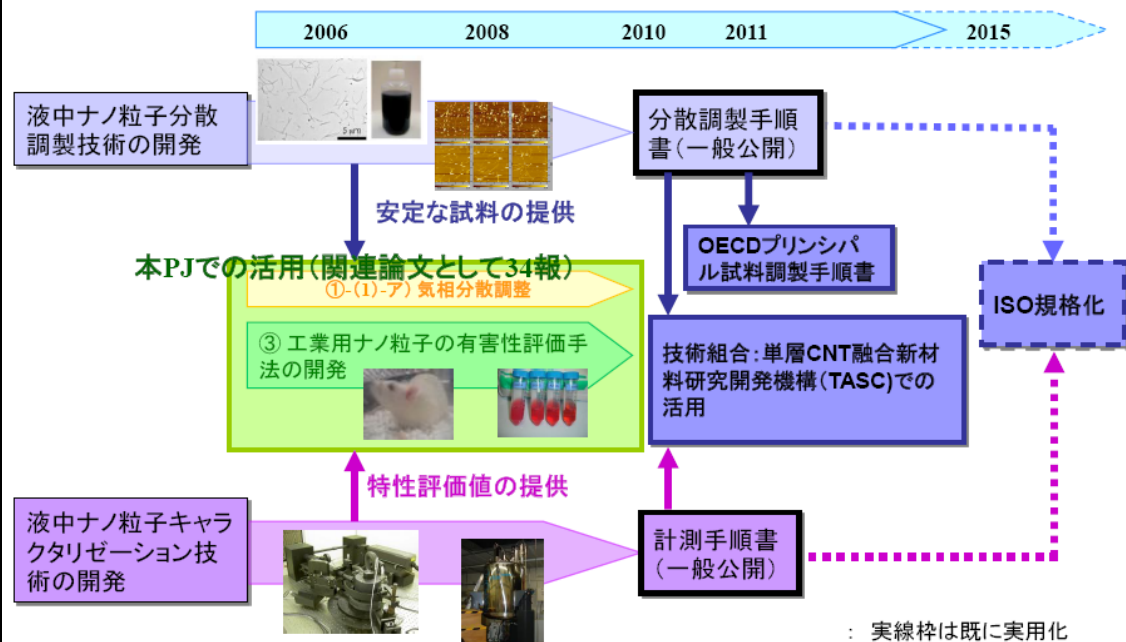 2006
2008
2010
2011
2015
液中ナノ粒子分散
調製技術の開発
5 μm
分散調製手順
書(一般公開)
安定な試料の提供
OECDプリンシパ
ル試料調製手順書
本PJでの活用(関連論文として34報)
①-(1)-ア) 気相分散調整
ISO規格化
③ 工業用ナノ粒子の有害性評価手
法の開発
技術組合:単層CNT融合新材
料研究開発機構(TASC)での
活用
特性評価値の提供
液中ナノ粒子キャラ
クタリゼーション技
術の開発
計測手順書
(一般公開)
: 実線枠は既に実用化